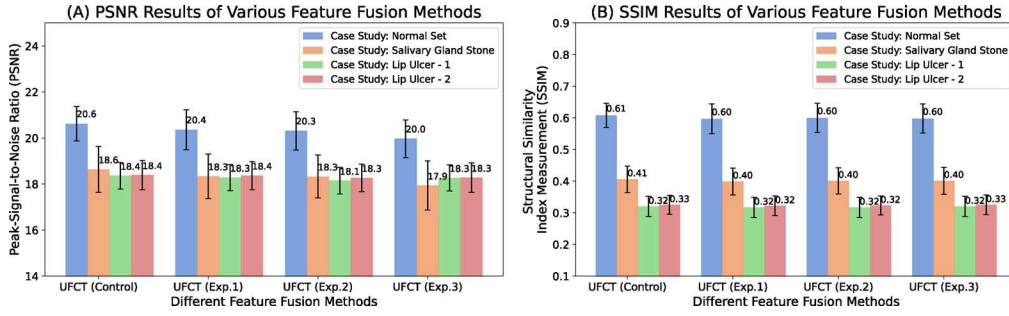 (A) PSNR Results of Various Feature Fusion Methods
Peak-Signal-to-Noise Ratio (PSNR)
24
22
20
18
16
14
Case Study: Normal Set
Case Study: Salivary Gland Stone
Case Study: Lip Ulcer - 1
Case Study: Lip Ulcer - 2
20.6
18.6
18.4
18.4
20.4
18.3
18.3
18.4
20.3
18.3
18.1
18.3
20.0
17.9
18.3
18.3
UFCT (Control)
UFCT (Exp.1)
UFCT (Exp.2)
UFCT (Exp.3)
Different Feature Fusion Methods
(B) SSIM Results of Various Feature Fusion Methods
Structural Similarity
Index Measurement (SSIM)
0.9
0.8
0.7
0.6
0.5
0.4
0.3
0.2
0.1
Case Study: Normal Set
Case Study: Salivary Gland Stone
Case Study: Lip Ulcer - 1
Case Study: Lip Ulcer - 2
0.61
0.41
0.32
0.33
0.60
0.40
0.32
0.32
0.60
0.40
0.32
0.32
0.60
0.40
0.32
0.33
UFCT (Control)
UFCT (Exp.1)
UFCT (Exp.2)
UFCT (Exp.3)
Different Feature Fusion Methods